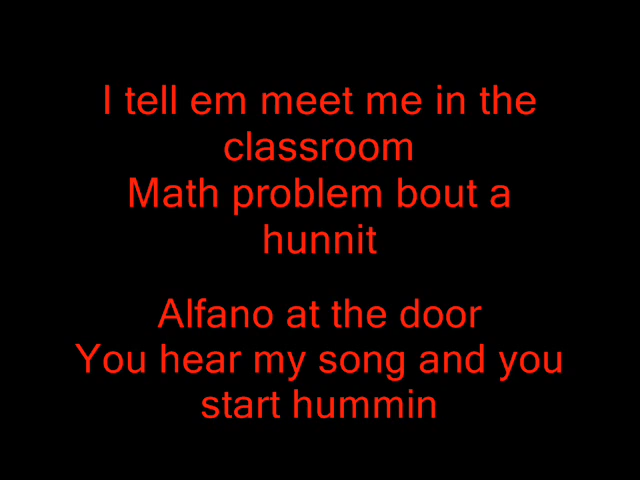 I tell em meet me in the
classroom
Math problem bout a
hunnit
Alfano at the door
You hear my song and you
start hummin